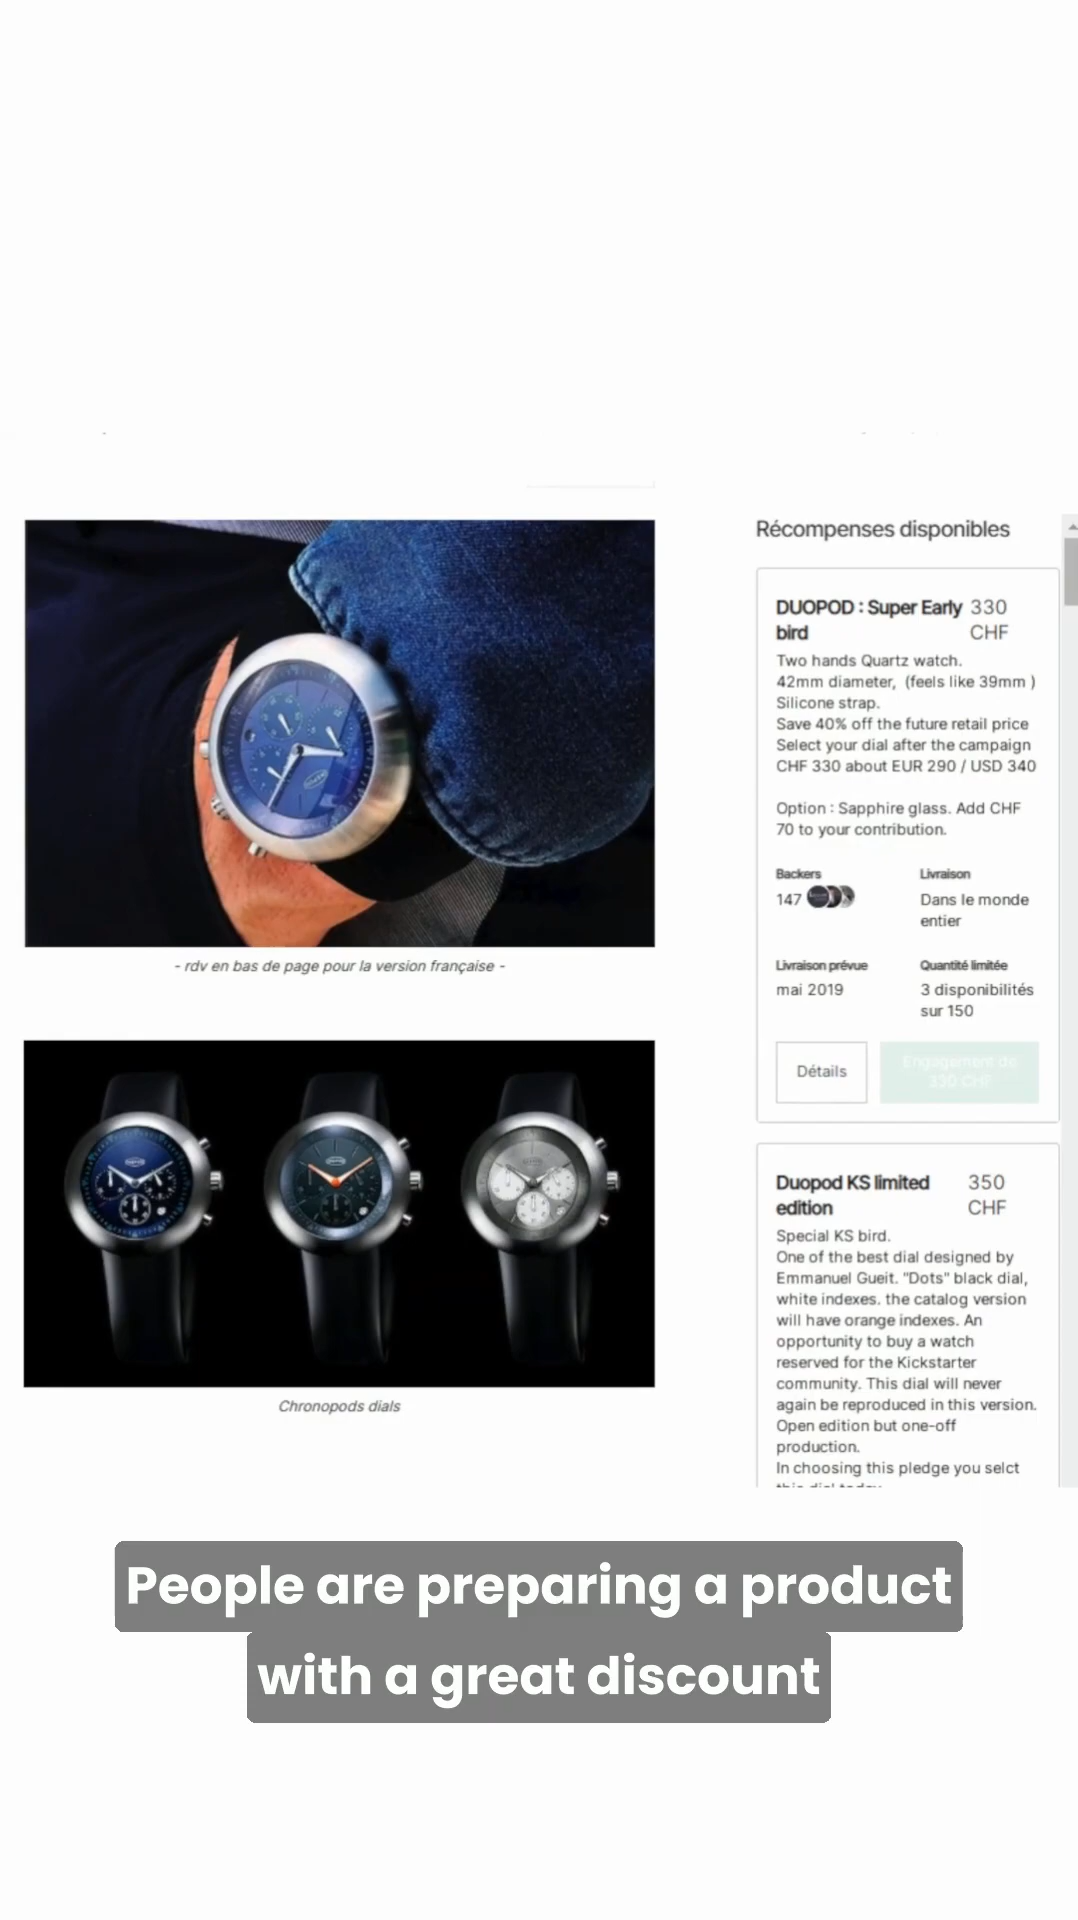 Récompenses disponibles
DUOPOD : Super Early bird
330 CHF
Two hands Quartz watch.
42mm diameter, (feels like 39mm )
Silicone strap.
Save 40% off the future retail price
Select your dial after the campaign
CHF 330 about EUR 290 / USD 340
Option : Sapphire glass. Add CHF
70 to your contribution.
Backers
147
Livraison
Dans le monde
entier
Livraison prévue
mai 2019
Quantité limitée
3 disponibilités
sur 150
Détails
Engagement de
330 CHF
- rdv en bas de page pour la version française -
Chronopods dials
Duopod KS limited
edition
350
CHF
Special KS bird.
One of the best dial designed by
Emmanuel Gueit. "Dots" black dial,
white indexes. the catalog version
will have orange indexes. An
opportunity to buy a watch
reserved for the Kickstarter
community. This dial will never
again be reproduced in this version.
Open edition but one-off
production.
In choosing this pledge you selct
this dial today
People are preparing a product
with a great discount